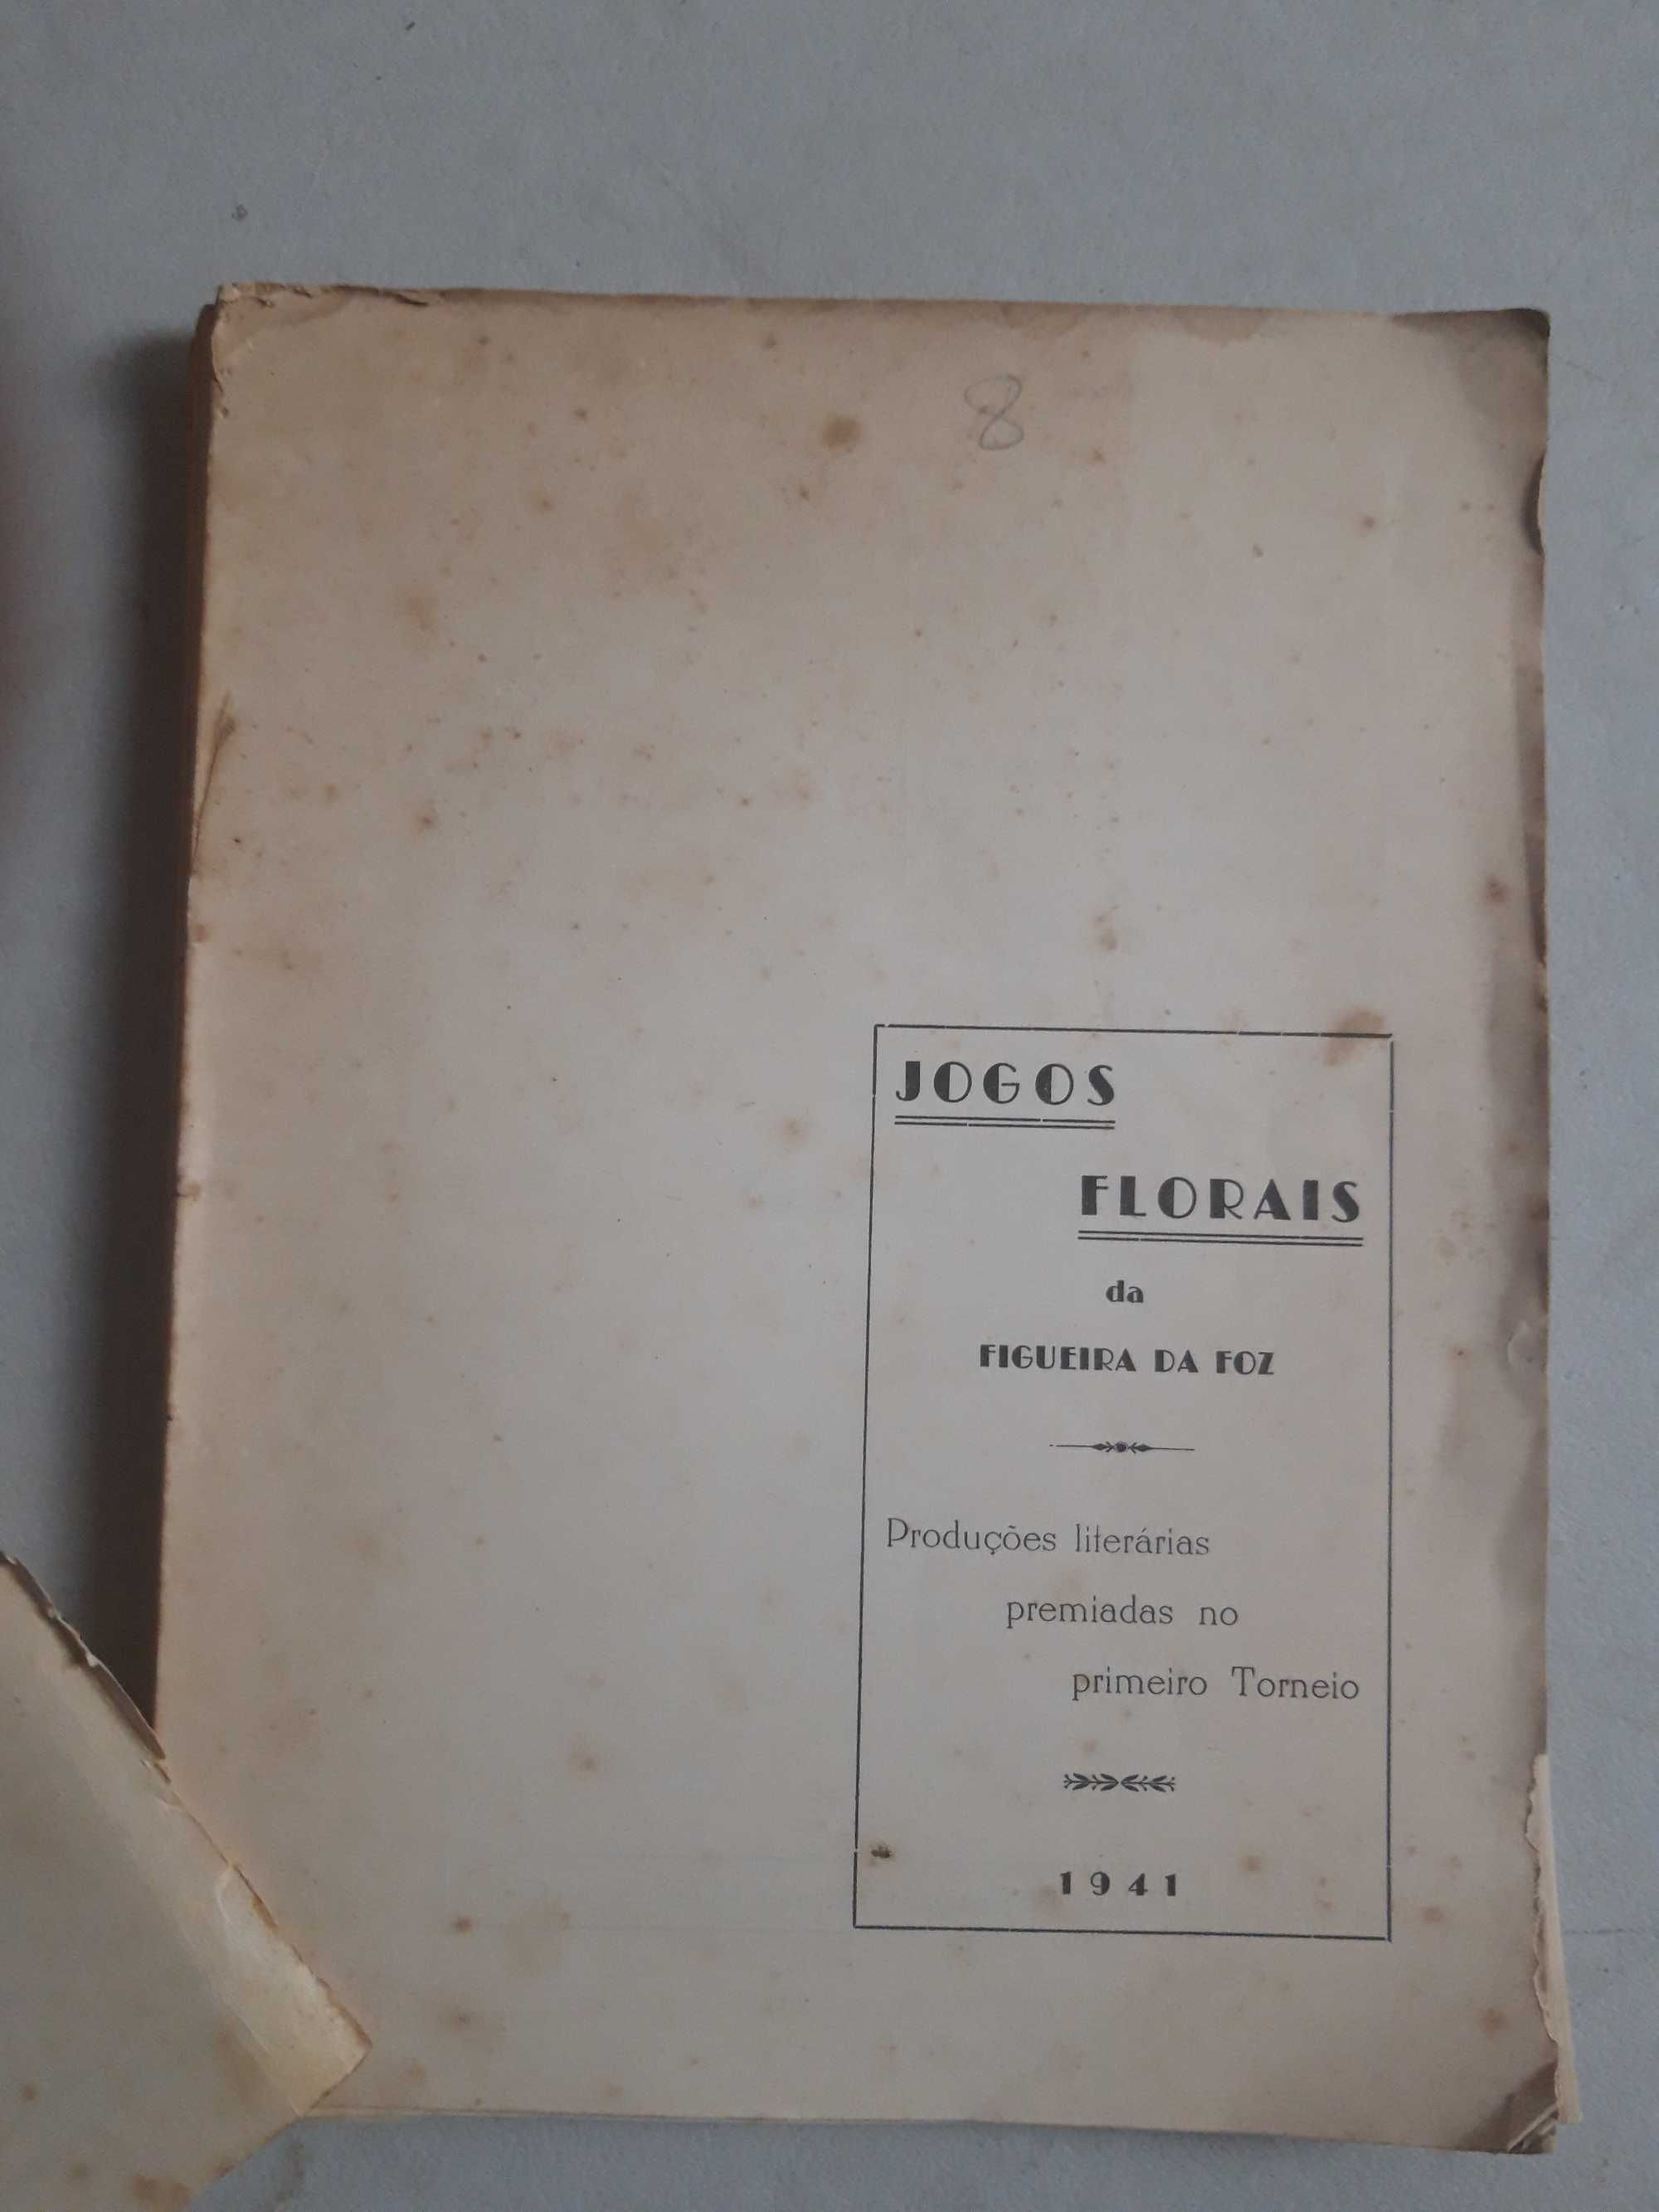 8
JOGOS
FLORAIS
da
FIGUEIRA DA FOZ
Produções literárias
premiadas no
primeiro Torneio
1941